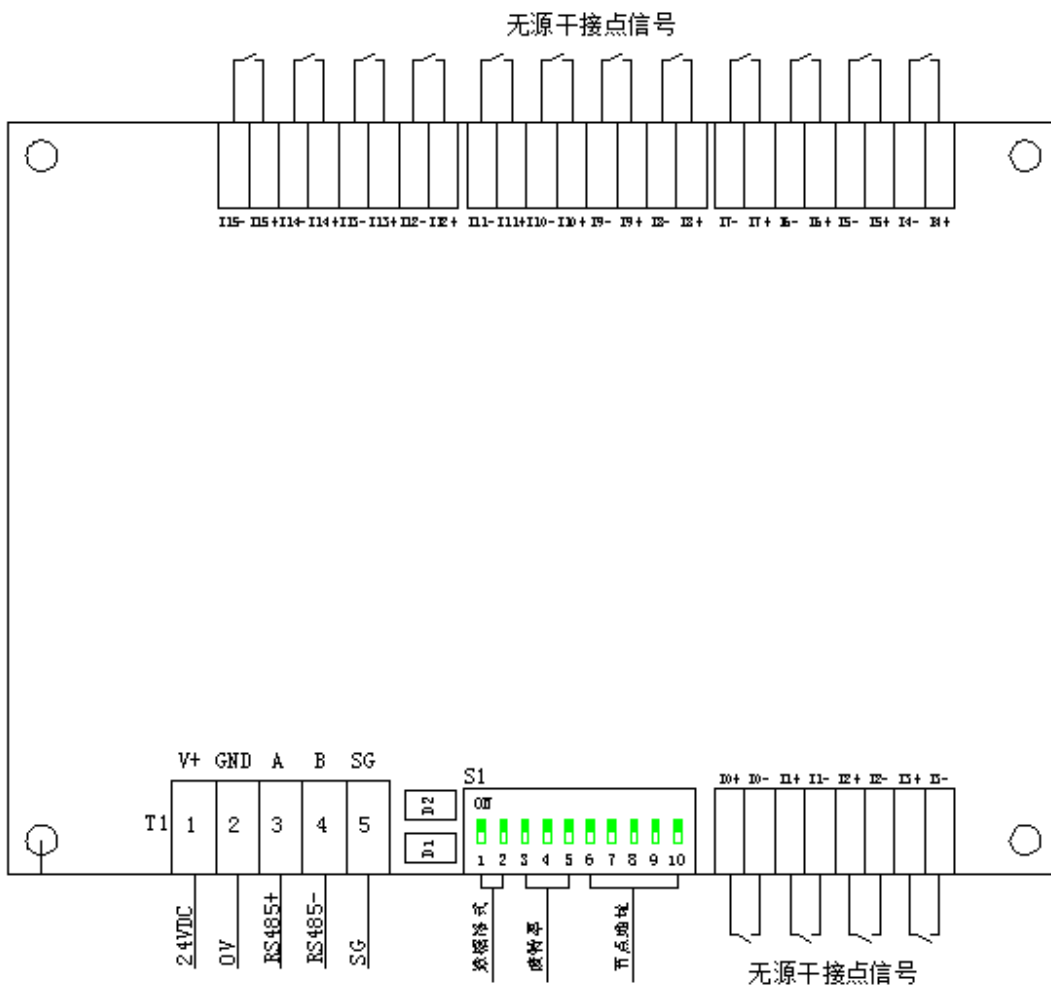 无源干接点信号
I15- I15+ I14- I14+ I13- I13+ I12- I12+ I11- I11+ I10- I10+ I9- I9+ I8- I8+ I7- I7+ I6- I6+ I5- I5+ I4- I4+
V+ GND A B SG
T1 1 2 3 4 5
D2
D1
S1
ON
1 2 3 4 5 6 7 8 9 10
I0+ I0- I1+ I1- I2+ I2- I3+ I3-
24VDC
0V
RS485+
RS485-
SG
数据格式
波特率
节点地址
无源干接点信号